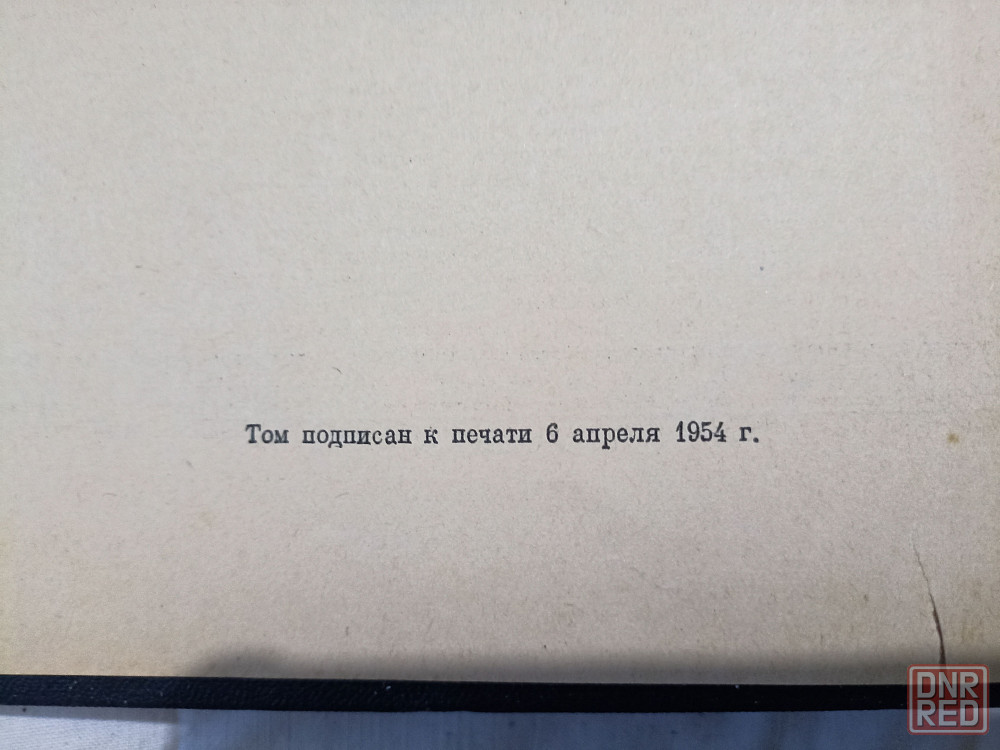 Том подписан к печати 6 апреля 1954 г.
DNR
RED